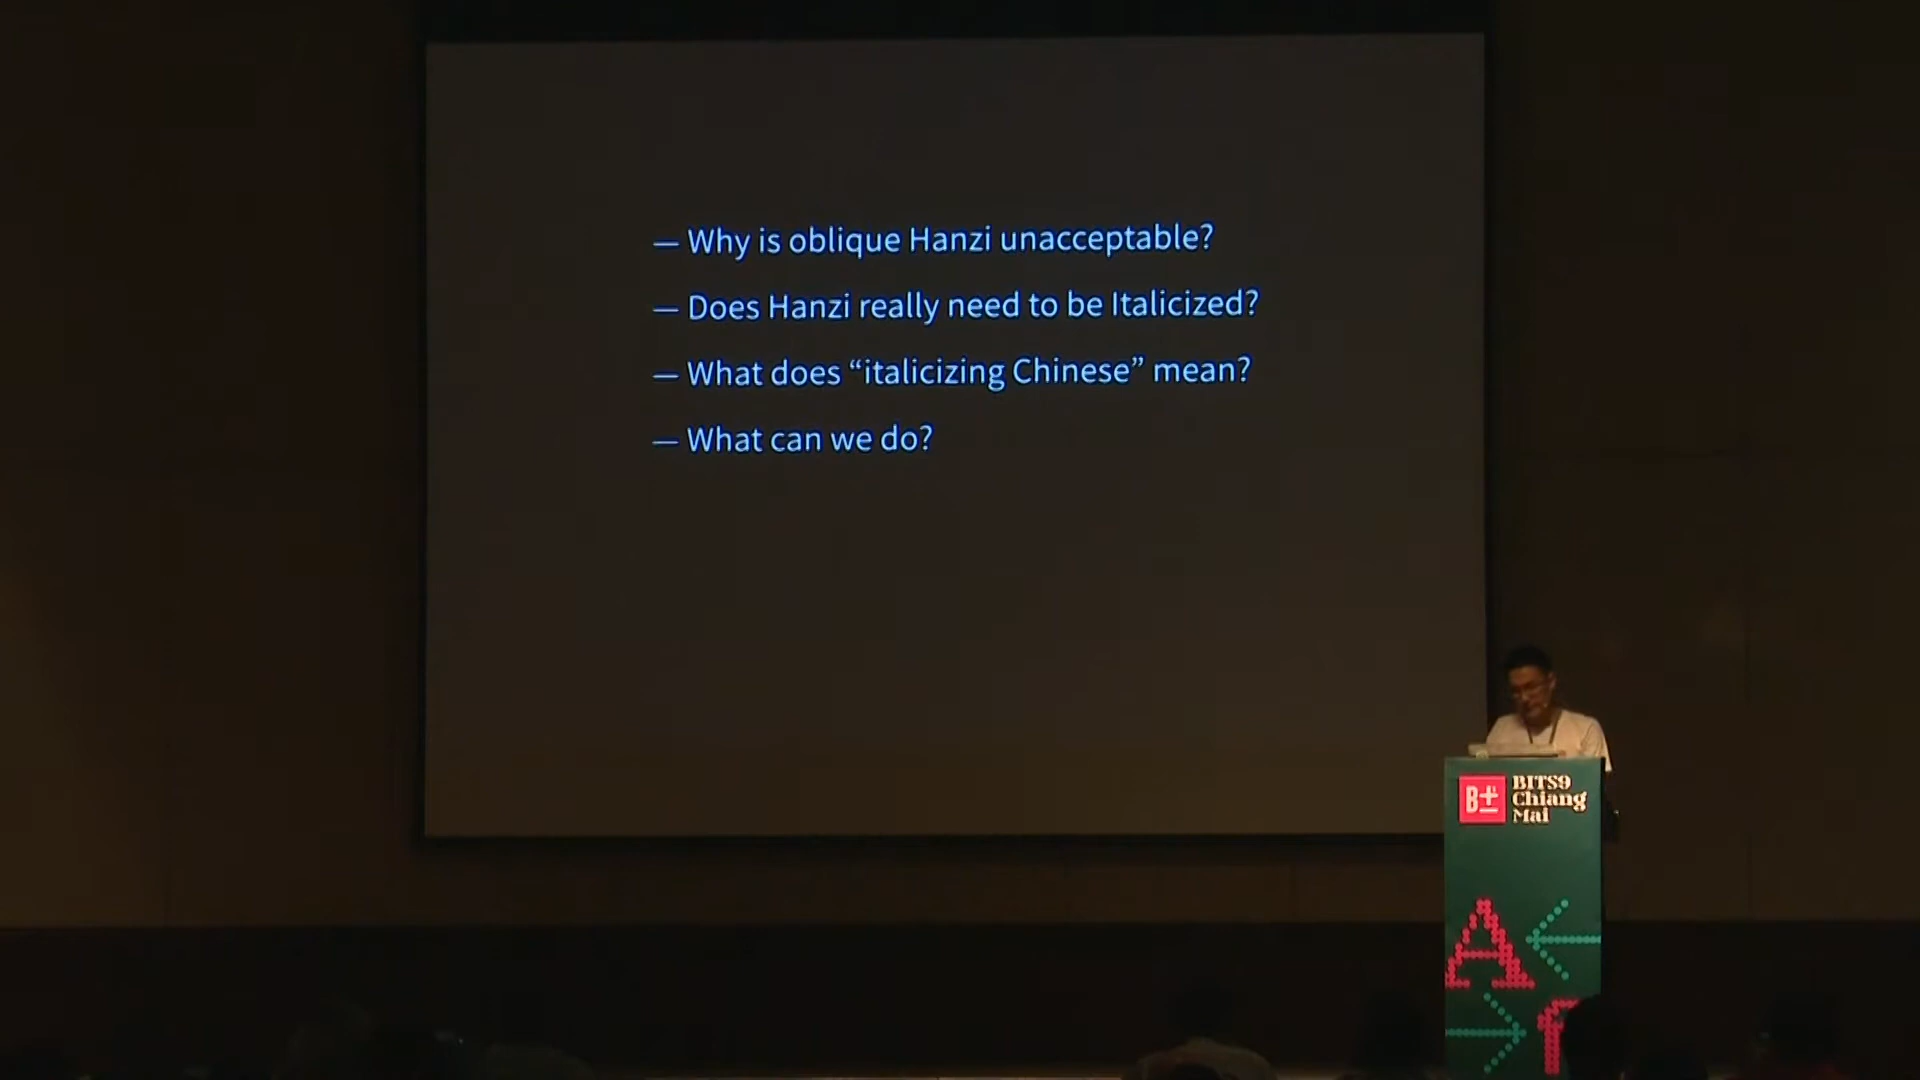 — Why is oblique Hanzi unacceptable?
— Does Hanzi really need to be Italicized?
— What does “italicizing Chinese” mean?
— What can we do?
B±
BITS9
Chiang
Mai
A